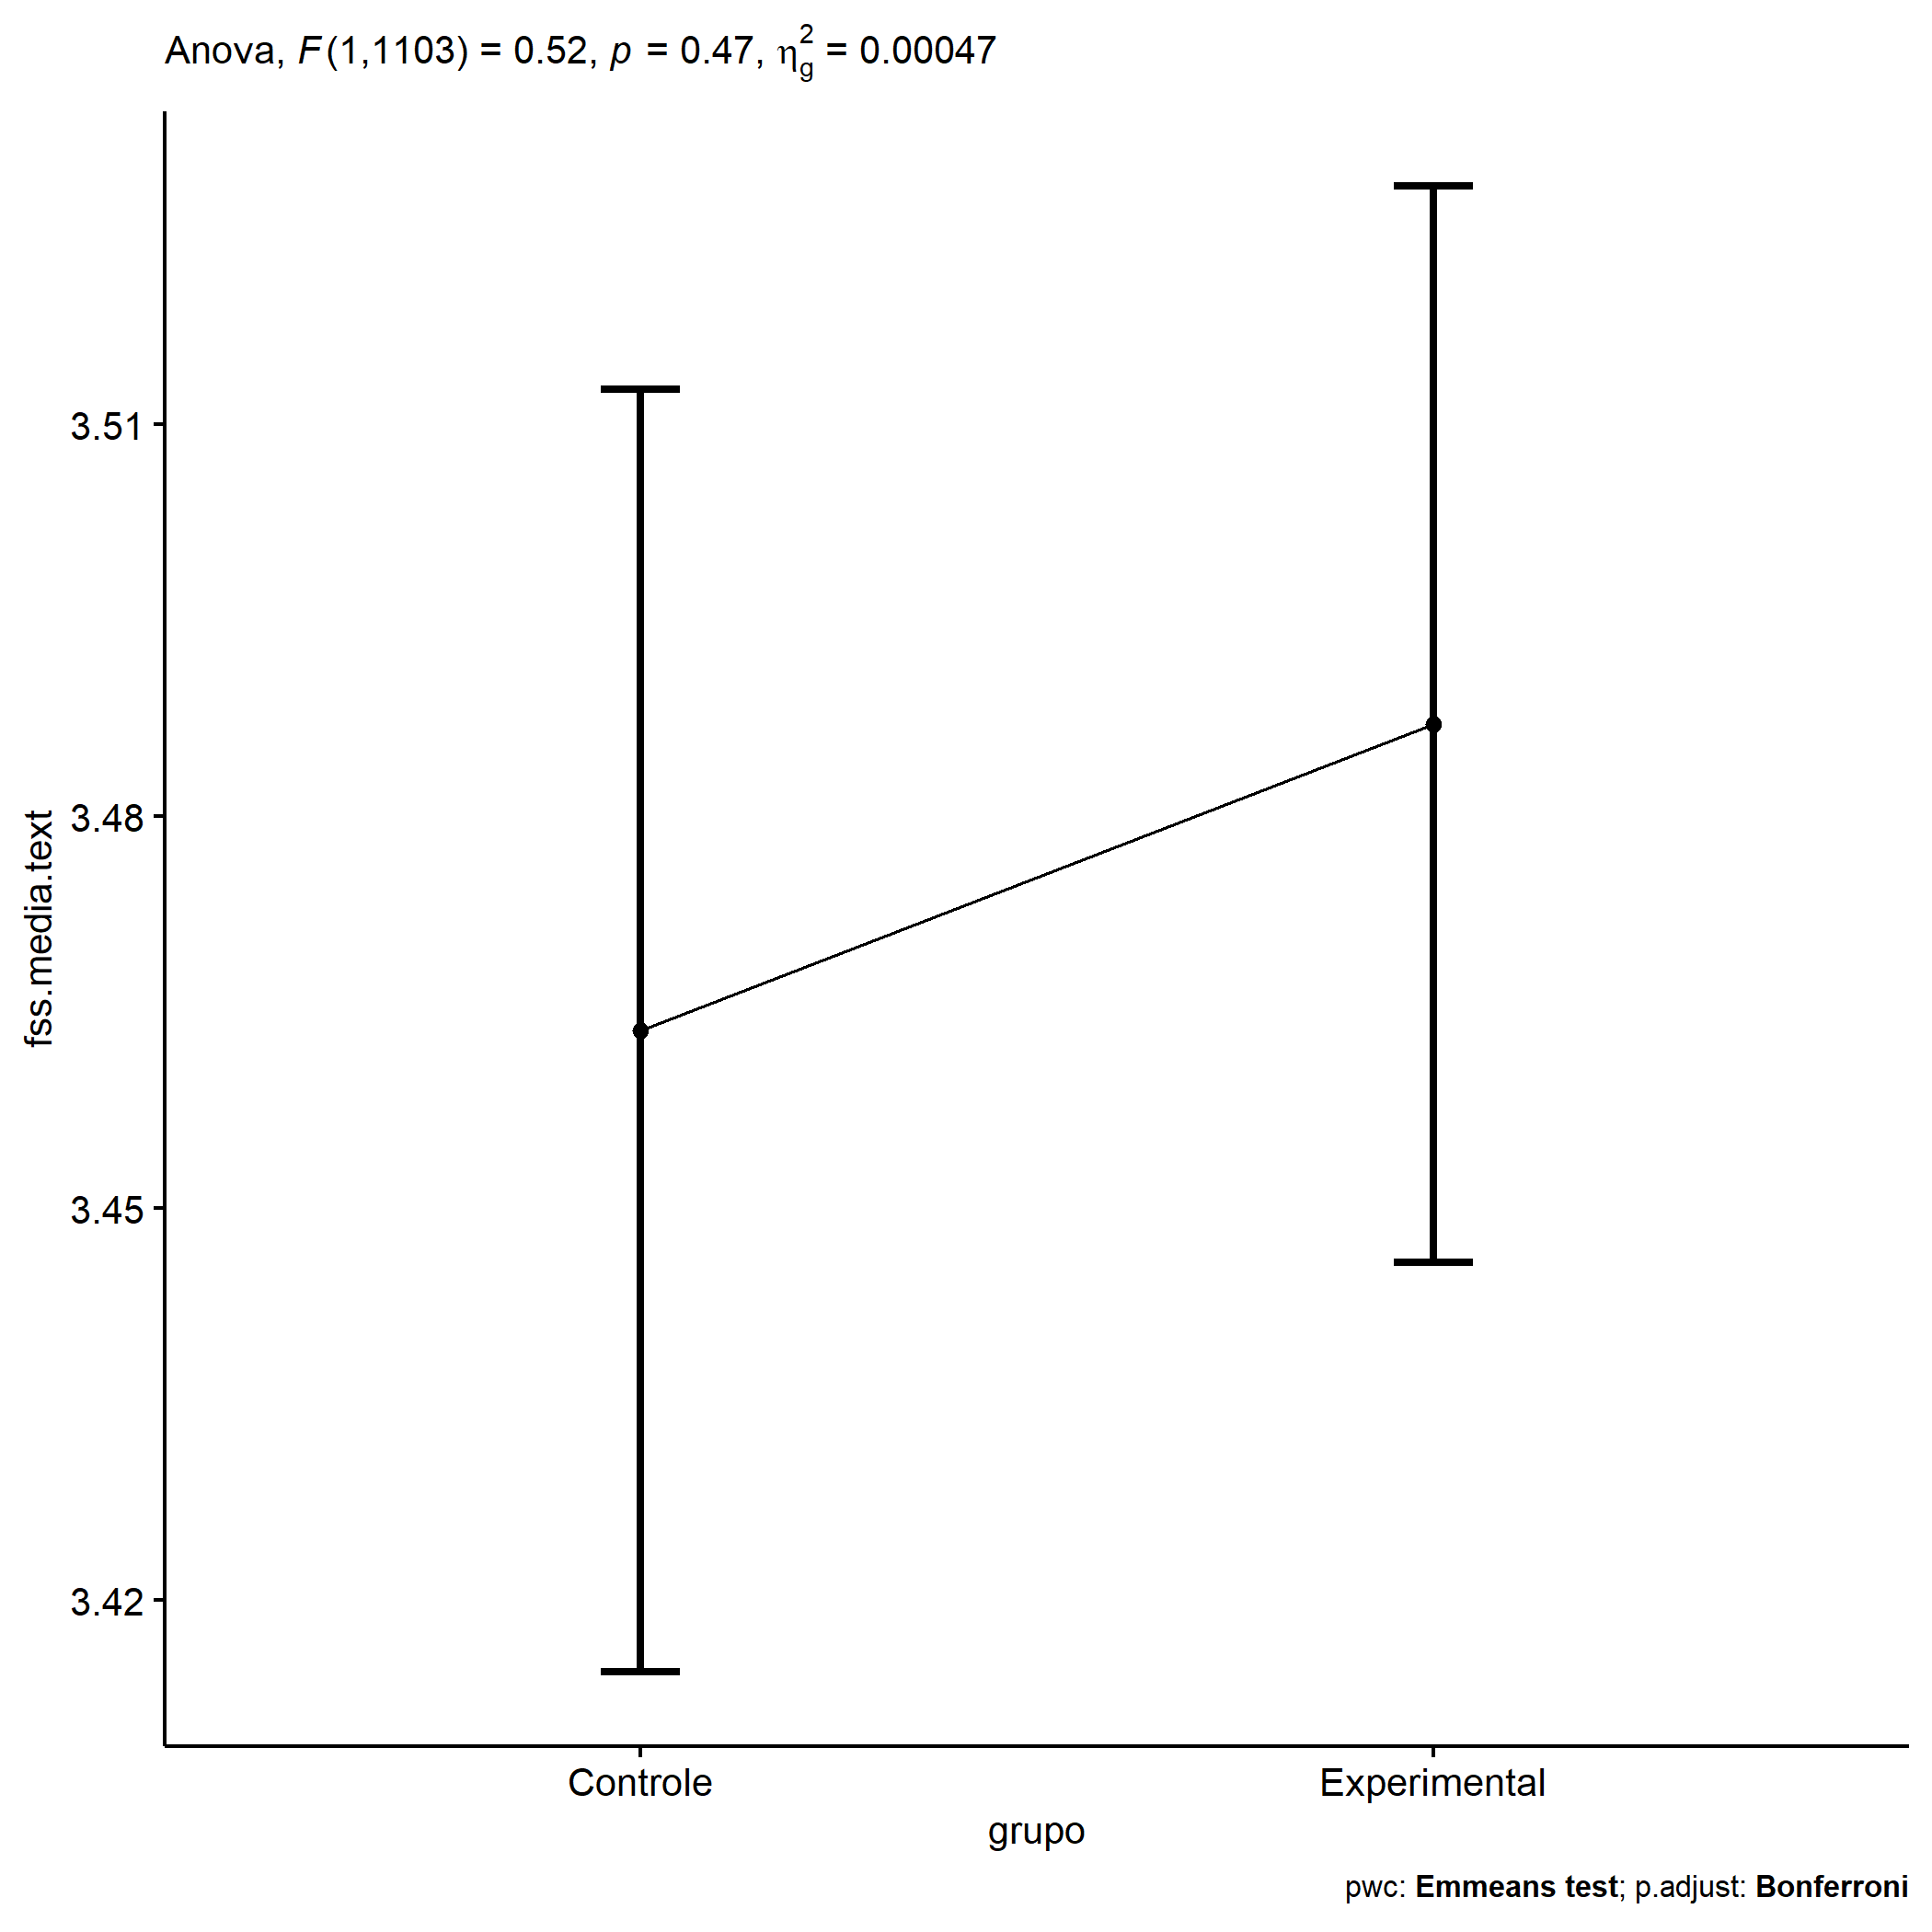 Anova, F(1,1103) = 0.52, p = 0.47, η²g = 0.00047
3.51
3.48
3.45
3.42
fss.media.text
Controle Experimental
grupo
pwc: Emmeans test; p.adjust: Bonferroni